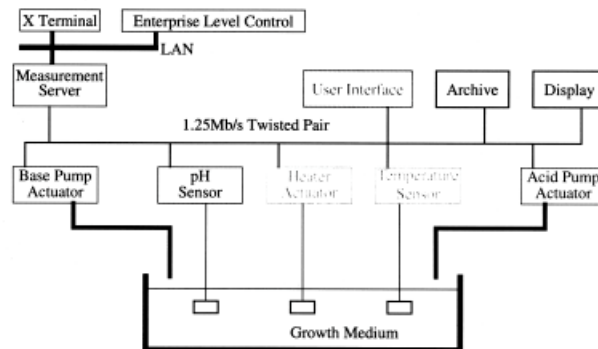 X Terminal
Enterprise Level Control
LAN
Measurement
Server
User Interface
Archive
Display
1.25Mb/s Twisted Pair
Base Pump
Actuator
pH
Sensor
Heater
Actuator
Temperature
Sensor
Acid Pump
Actuator
Growth Medium